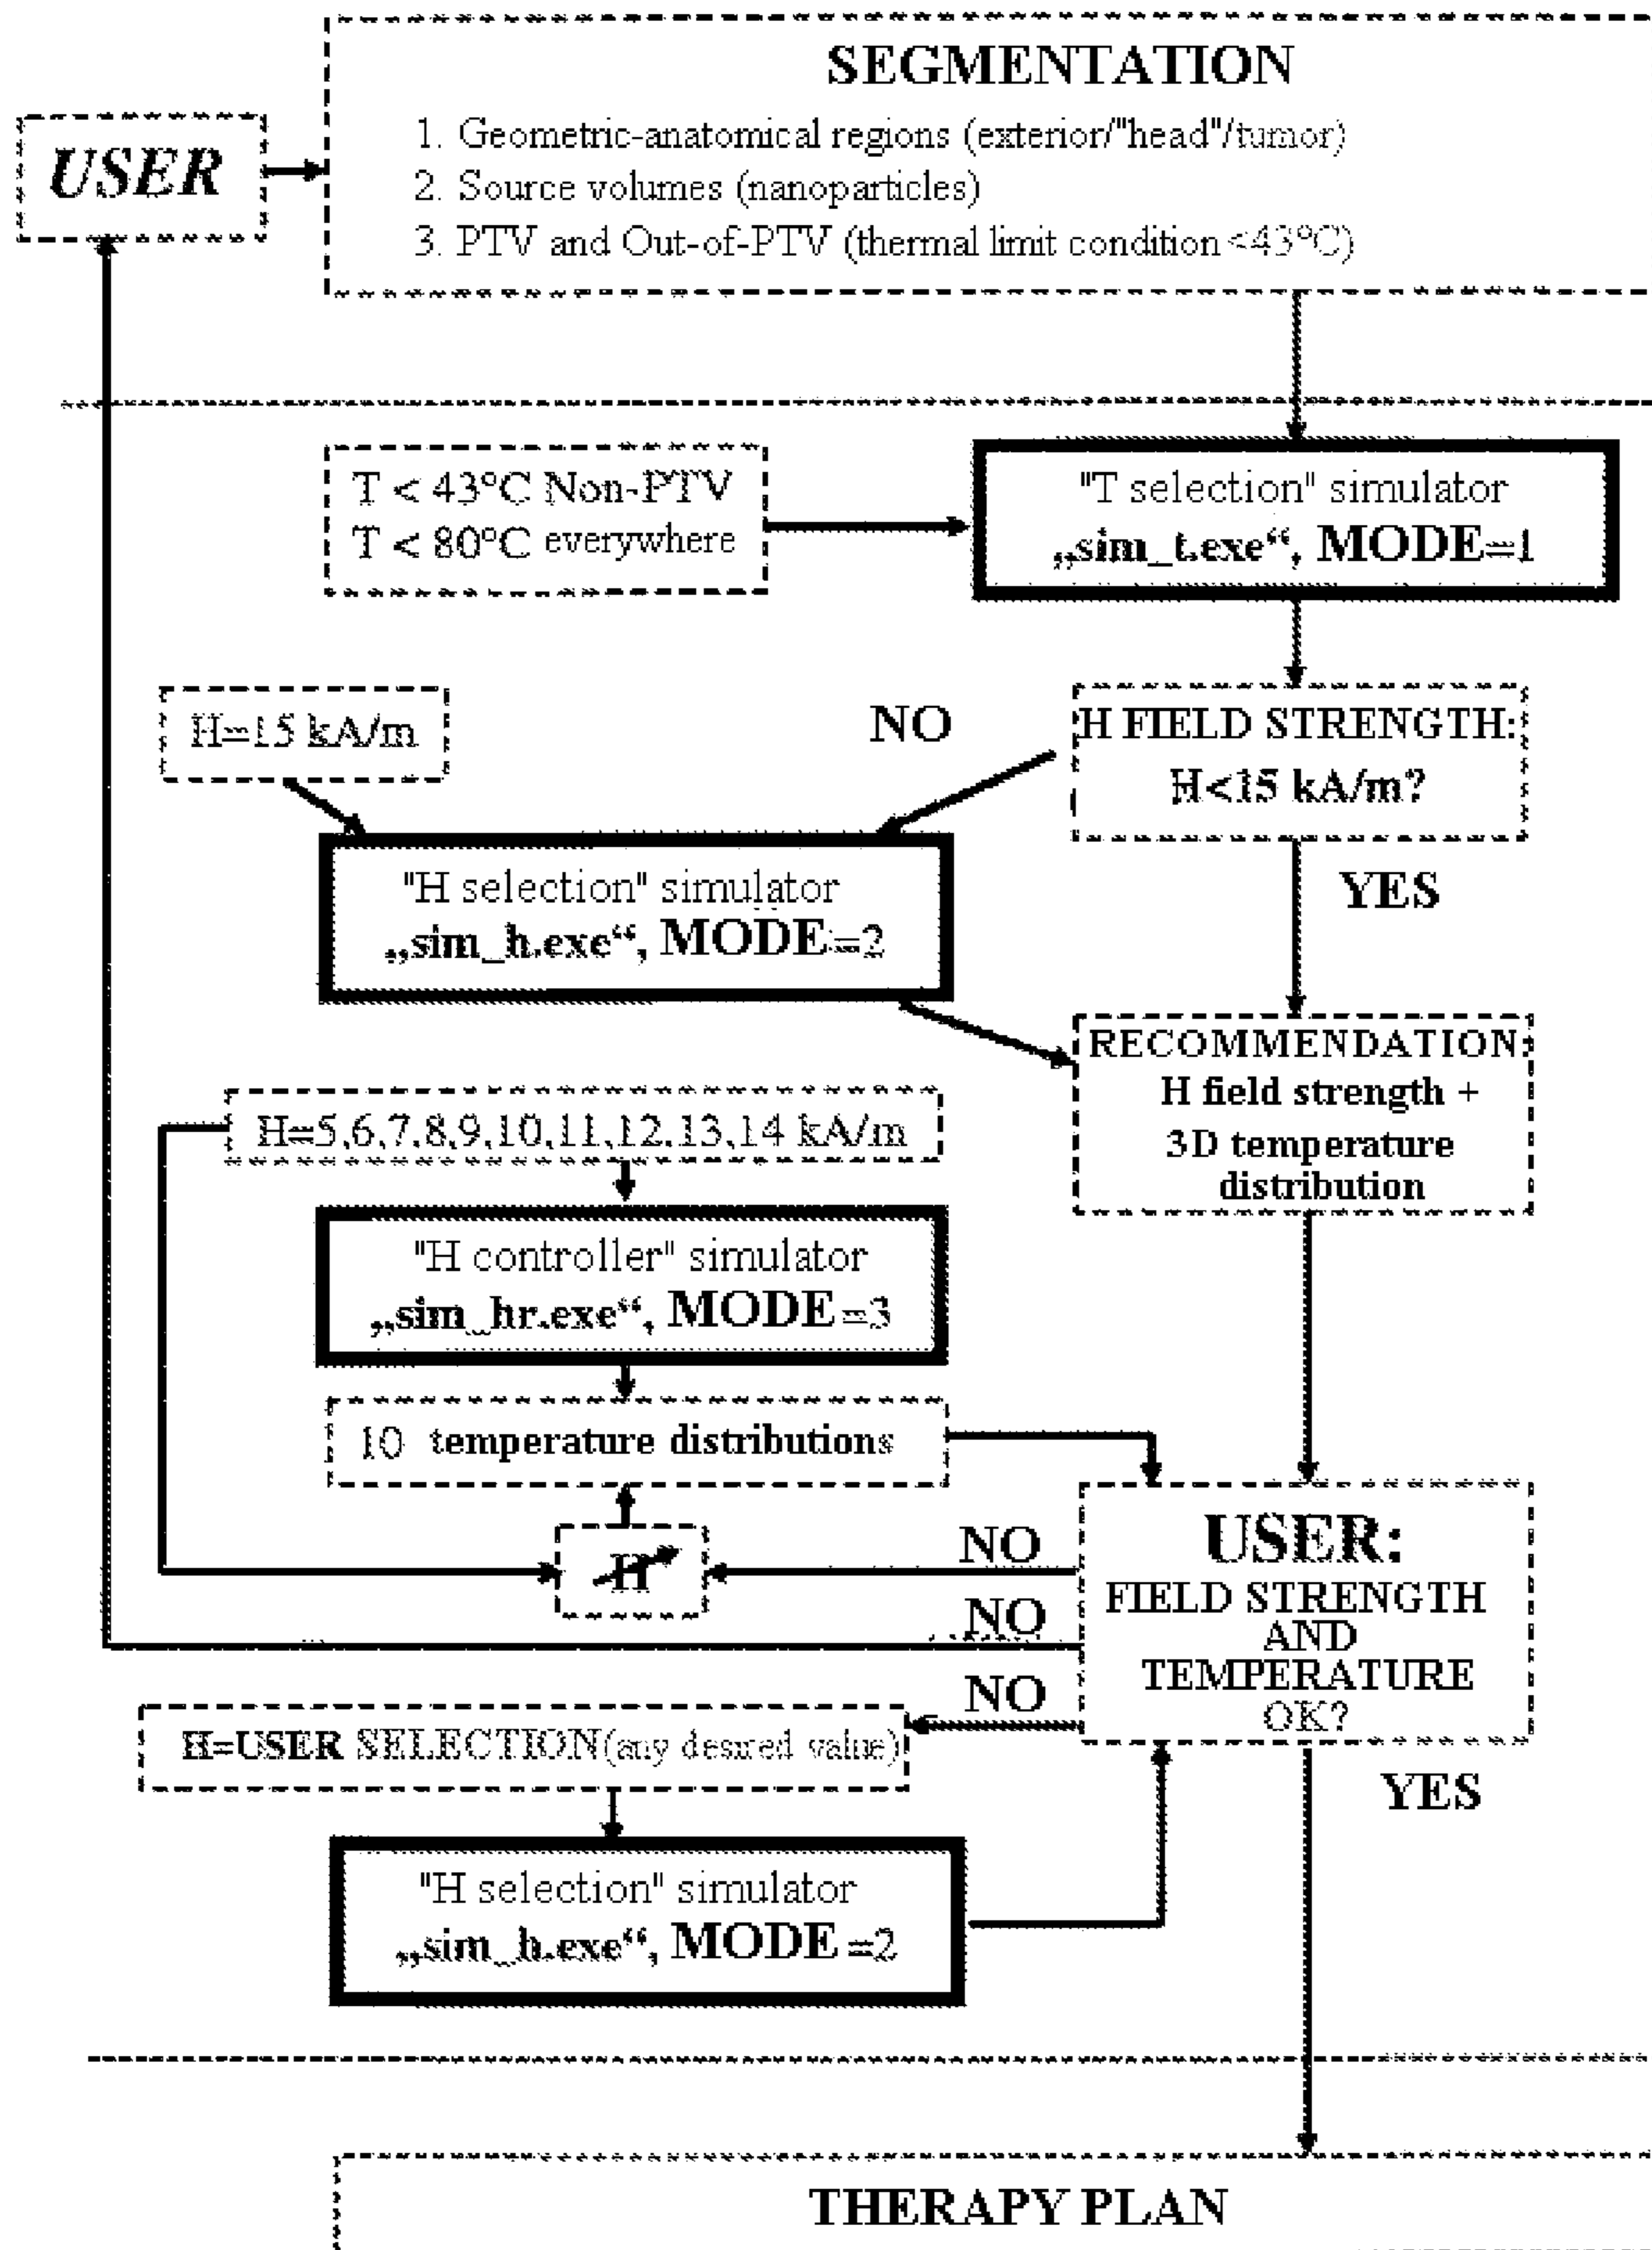 SEGMENTATION
USER
1. Geometric-anatomical regions (exterior/"head"/tumor)
2. Source volumes (nanoparticles)
3. PTV and Out-of-PTV (thermal limit condition <43°C)
T < 43°C Non-PTV
T < 80°C everywhere
"T selection" simulator
„sim_t.exe“, MODE=1
H=15 kA/m
NO
H FIELD STRENGTH:
H<15 kA/m?
YES
"H selection" simulator
„sim_h.exe“, MODE=2
RECOMMENDATION:
H field strength +
3D temperature
distribution
H=5,6,7,8,9,10,11,12,13,14 kA/m
"H controller" simulator
„sim_hr.exe“, MODE=3
10 temperature distributions
H
NO
NO
NO
USER:
FIELD STRENGTH
AND
TEMPERATURE
OK?
H=USER SELECTION(any desired value)
YES
"H selection" simulator
„sim_h.exe“, MODE =2
THERAPY PLAN